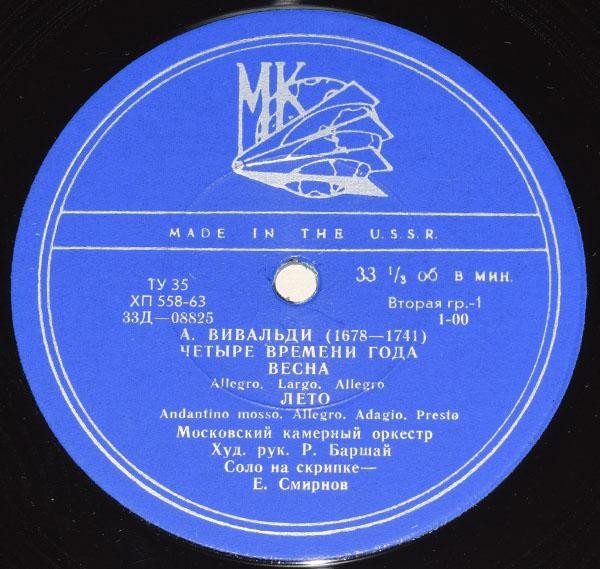 МК
MADE IN THE U.S.S.R.
ТУ 35
ХП 558-63
33Д—08825
33 ⅓ об в мин.
Вторая гр.-1
1-00
А. ВИВАЛЬДИ (1678—1741)
ЧЕТЫРЕ ВРЕМЕНИ ГОДА
ВЕСНА
Allegro, Largo, Allegro
ЛЕТО
Andantino mosso, Allegro, Adagio, Presto
Московский камерный оркестр
Худ. рук. Р. Баршай
Соло на скрипке—
Е. Смирнов